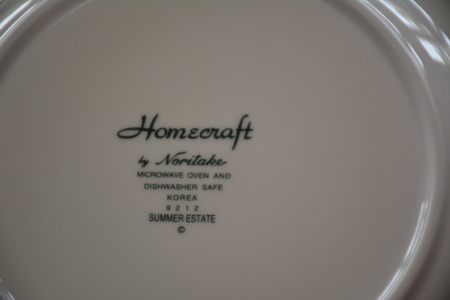 Homecraft
by Noritake
MICROWAVE OVEN AND
DISHWASHER SAFE
KOREA
9212
SUMMER ESTATE
©